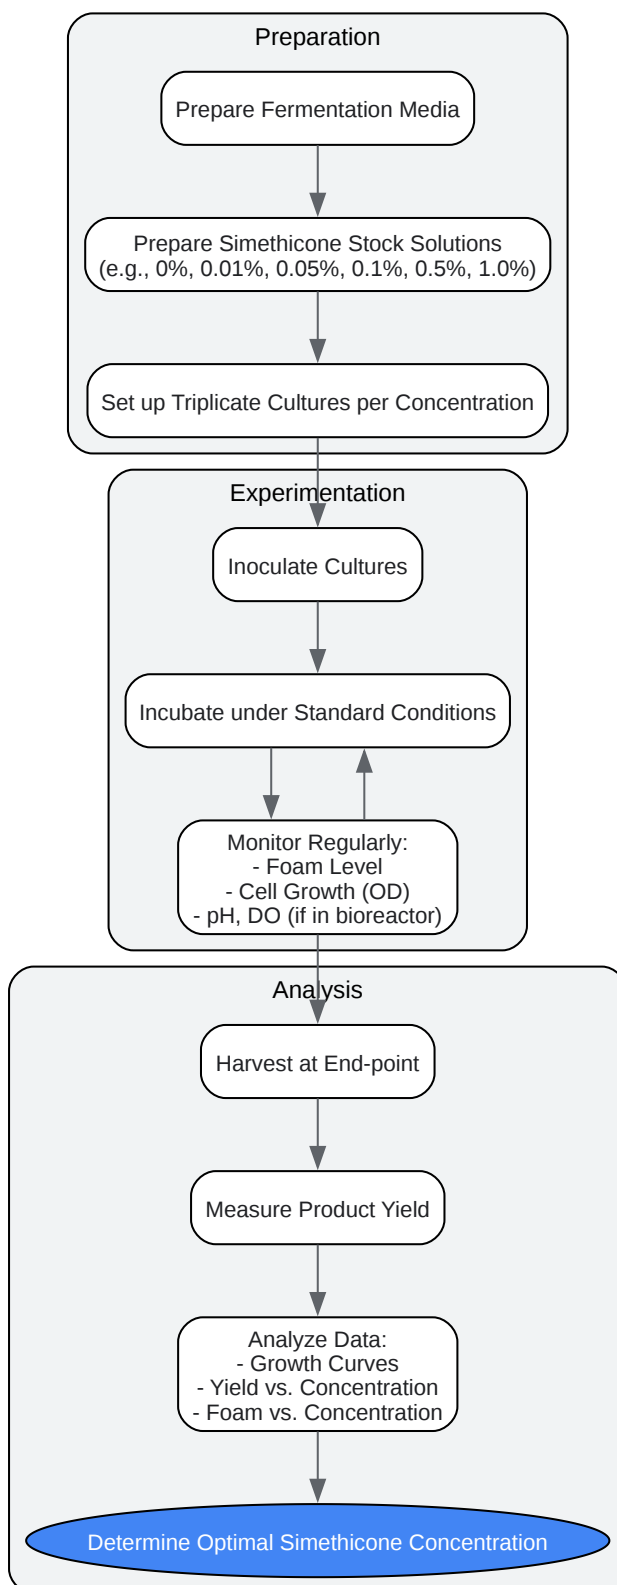 Preparation
Prepare Fermentation Media
Prepare Simethicone Stock Solutions
(e.g., 0%, 0.01%, 0.05%, 0.1%, 0.5%, 1.0%)
Set up Triplicate Cultures per Concentration
Experimentation
Inoculate Cultures
Incubate under Standard Conditions
Monitor Regularly:
- Foam Level
- Cell Growth (OD)
- pH, DO (if in bioreactor)
Analysis
Harvest at End-point
Measure Product Yield
Analyze Data:
- Growth Curves
- Yield vs. Concentration
- Foam vs. Concentration
Determine Optimal Simethicone Concentration